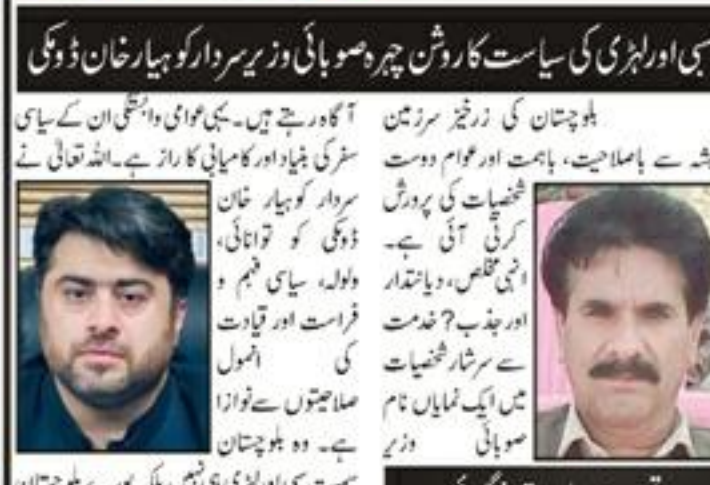 سبی اور لہڑی کی سیاست کا روشن چہرہ صوبائی وزیر سردار کوہیار خان ڈومکی
بلوچستان کی زرخیز سرزمین
سے باصلاحیت، باہمت اور عوام دوست
شخصیات کی پرورش
کرتی آئی ہے۔
انہی مخلص، دیانتدار
اور جذب? خدمت
سے سرشار شخصیات
میں ایک نمایاں نام
صوبائی وزیر
آگاہ رہتے ہیں۔ یہی عوامی وابستگی ان کے سیاسی
سفر کی بنیاد اور کامیابی کا راز ہے۔ اللہ تعالیٰ نے
سردار کوہیار خان
ڈومکی کو توانائی،
ولولہ، سیاسی فہم و
فراست اور قیادت
کی انمول
صلاحیتوں سے نوازا
ہے۔ وہ بلوچستان